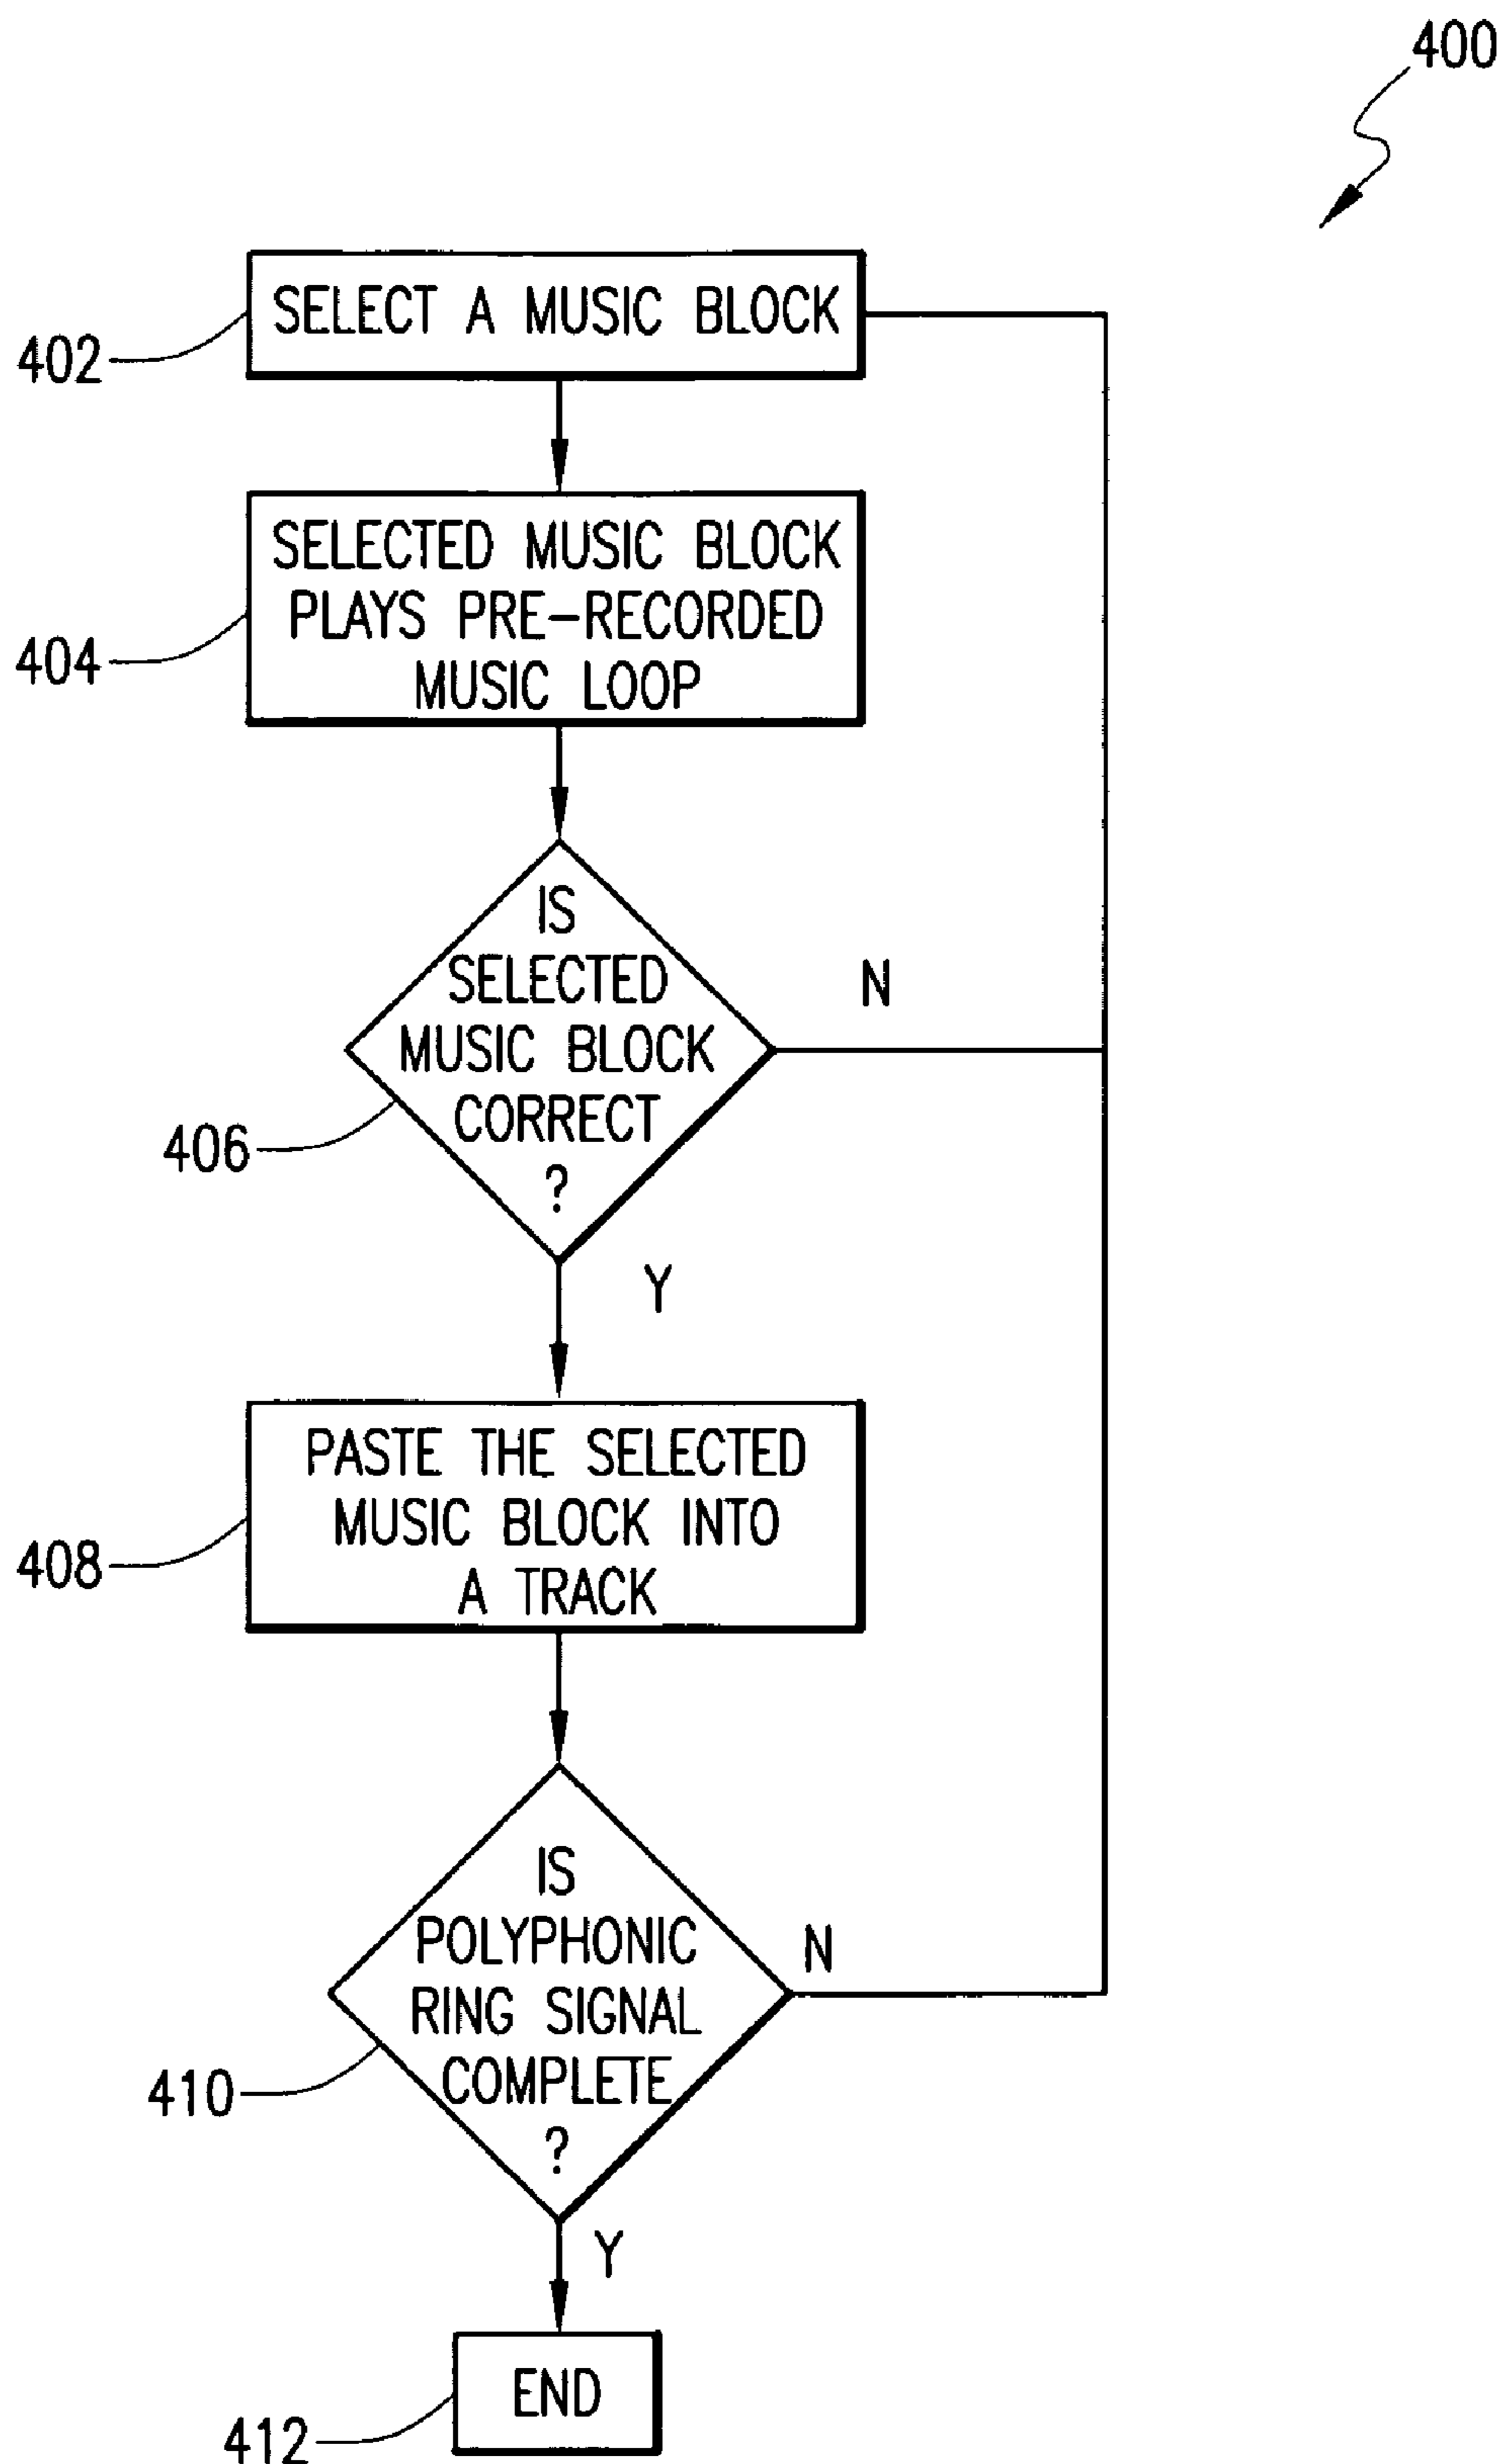 400
SELECT A MUSIC BLOCK
402
SELECTED MUSIC BLOCK
PLAYS PRE-RECORDED
MUSIC LOOP
404
IS
SELECTED
MUSIC BLOCK
CORRECT
?
N
406
Y
PASTE THE SELECTED
MUSIC BLOCK INTO
A TRACK
408
IS
POLYPHONIC
RING SIGNAL
COMPLETE
?
N
410
Y
END
412